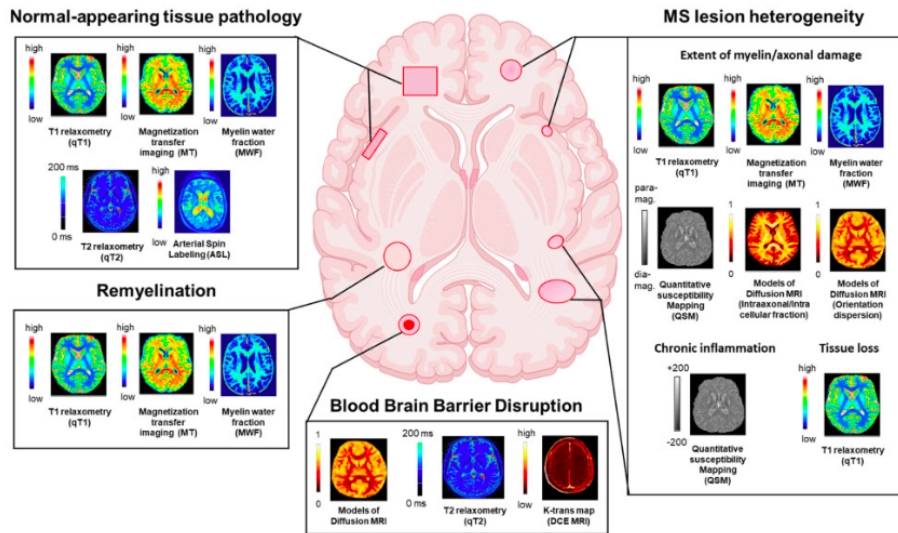 Normal-appearing tissue pathology
high
low
T1 relaxometry
(qT1)
high
low
Magnetization
transfer
imaging (MT)
high
low
Myelin water
fraction
(MWF)
200 ms
0 ms
T2 relaxometry
(qT2)
high
low
Arterial Spin
Labeling (ASL)
Remyelination
high
low
T1 relaxometry
(qT1)
high
low
Magnetization
transfer
imaging (MT)
high
low
Myelin water
fraction
(MWF)
Blood Brain Barrier Disruption
1
0
Models of
Diffusion MRI
200 ms
0 ms
T2 relaxometry
(qT2)
high
low
K-trans map
(DCE MRI)
MS lesion heterogeneity
Extent of myelin/axonal damage
high
low
T1 relaxometry
(qT1)
high
low
Magnetization
transfer
imaging (MT)
high
low
Myelin water
fraction
(MWF)
para-
mag.
dia-
mag.
Quantitative
susceptibility
Mapping
(QSM)
1
0
Models of
Diffusion MRI
(Intraaxonal/Intra
cellular fraction)
1
0
Models of
Diffusion MRI
(Orientation
dispersion)
Chronic inflammation
+200
-200
Quantitative
susceptibility
Mapping
(QSM)
Tissue loss
high
low
T1 relaxometry
(qT1)